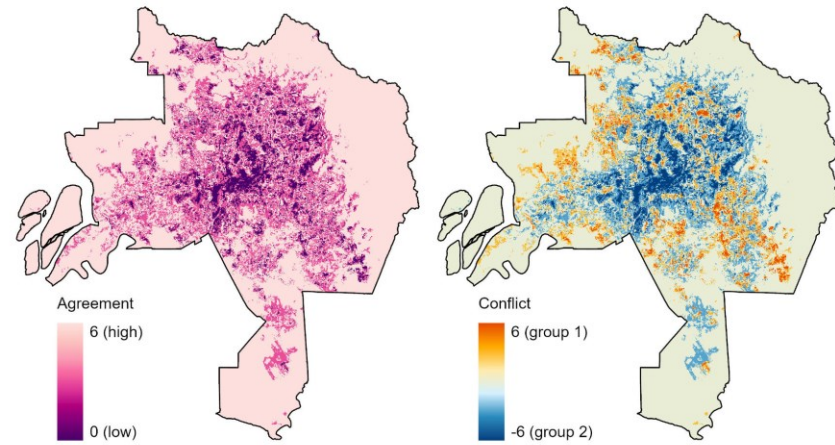 Agreement
6 (high)
0 (low)
Conflict
6 (group 1)
-6 (group 2)